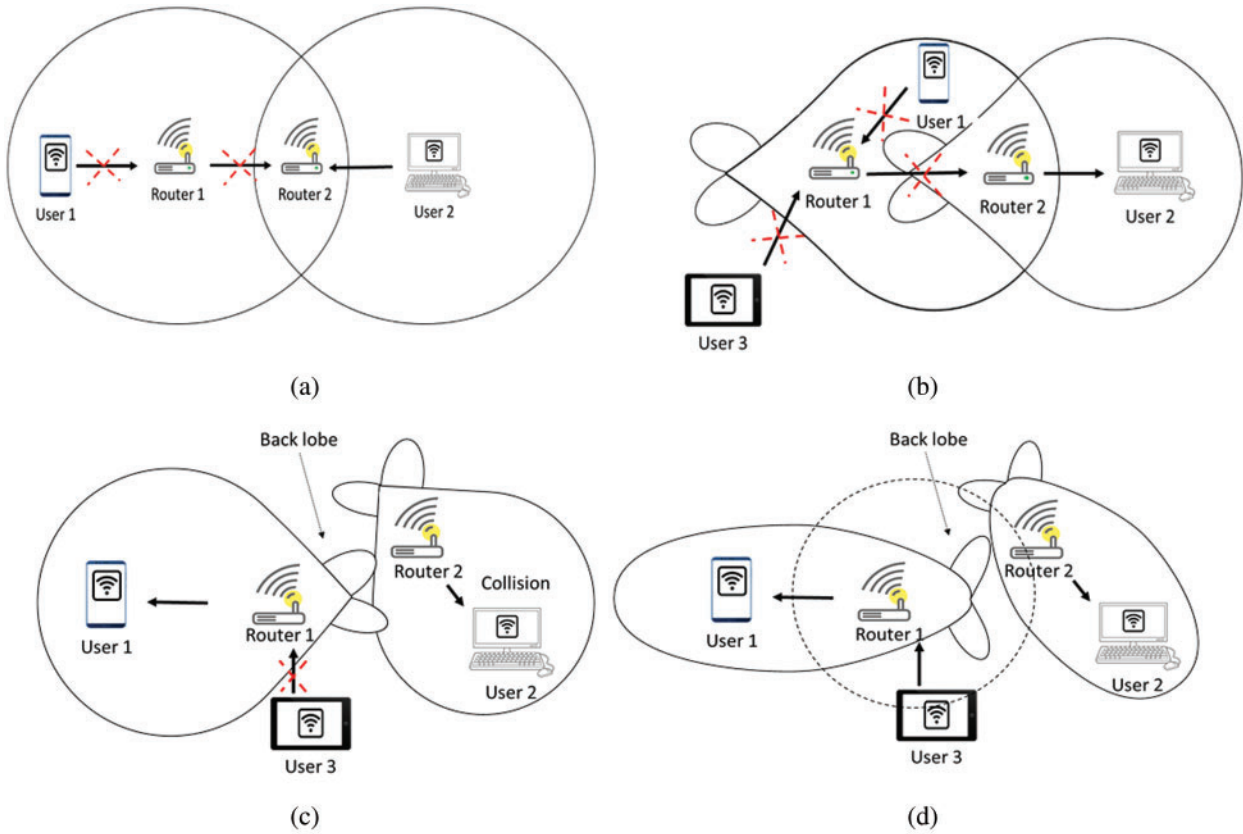 User 1
Router 1
Router 2
User 2
(a)
User 1
Router 1
Router 2
User 2
User 3
(b)
Back lobe
User 1
Router 1
Router 2
Collision
User 2
User 3
(c)
Back lobe
User 1
Router 1
Router 2
User 2
User 3
(d)